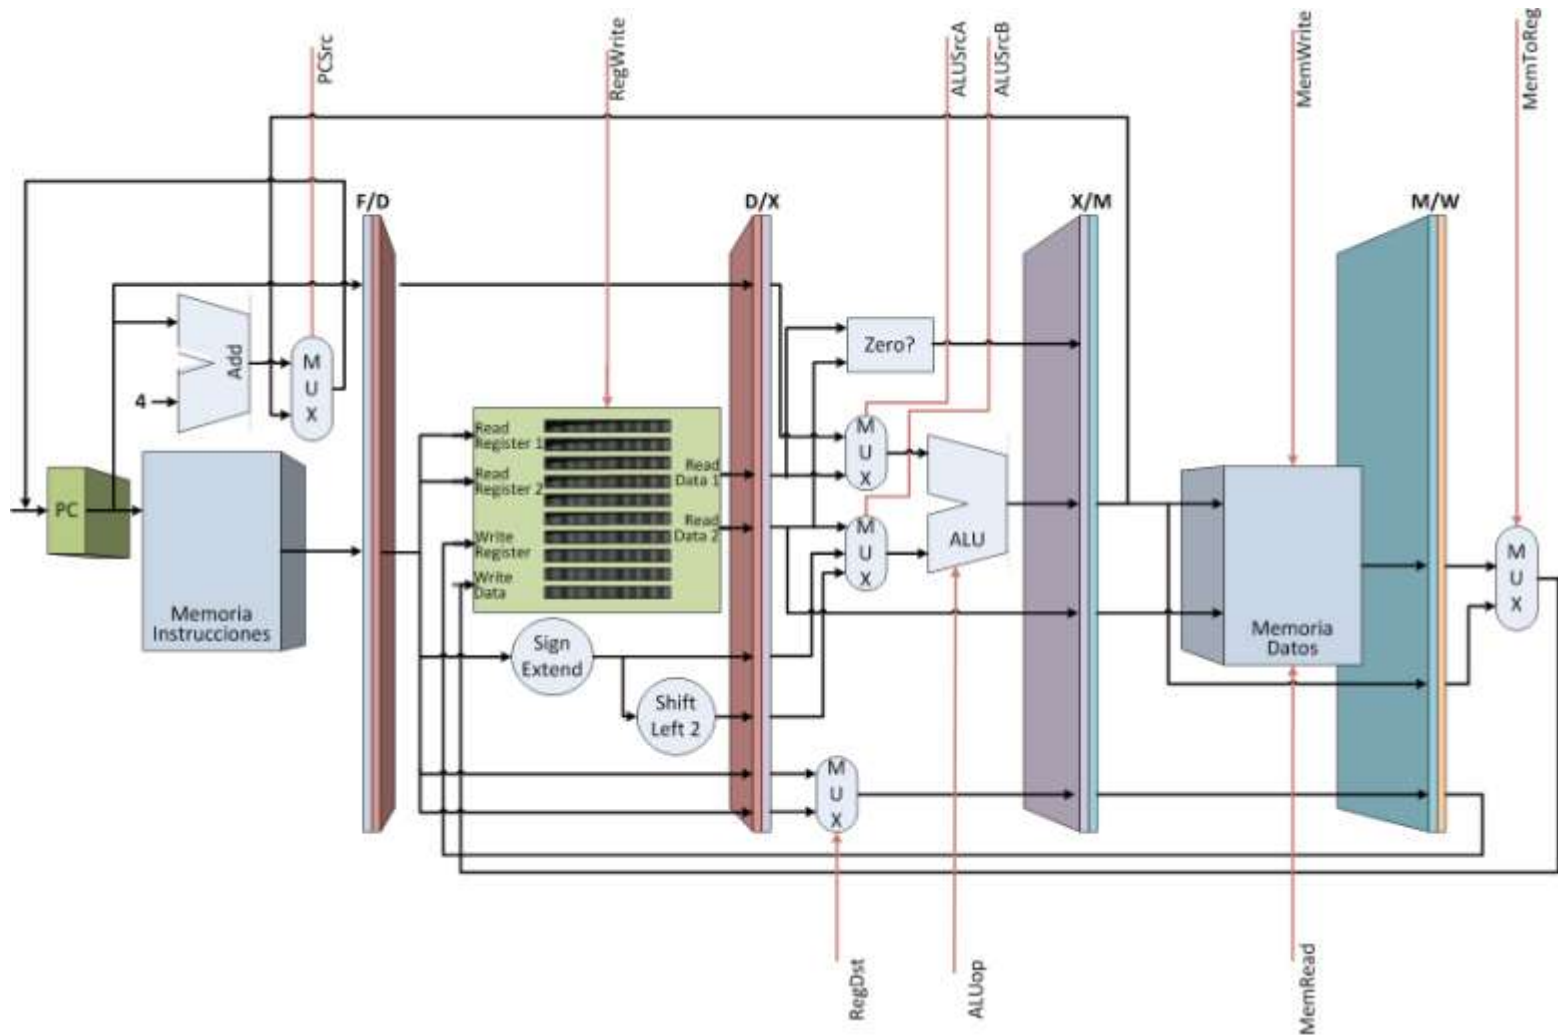 PCSrc
RegWrite
ALUSrcA
ALUSrcB
MemWrite
MemToReg
F/D
D/X
X/M
M/W
Add
4
M
U
X
Zero?
PC
Memoria
Instrucciones
Read
Register 1
Read
Register 2
Write
Register
Write
Data
Read
Data 1
Read
Data 2
Sign
Extend
Shift
Left 2
M
U
X
M
U
X
ALU
M
U
X
Memoria
Datos
M
U
X
RegDst
ALUop
MemRead